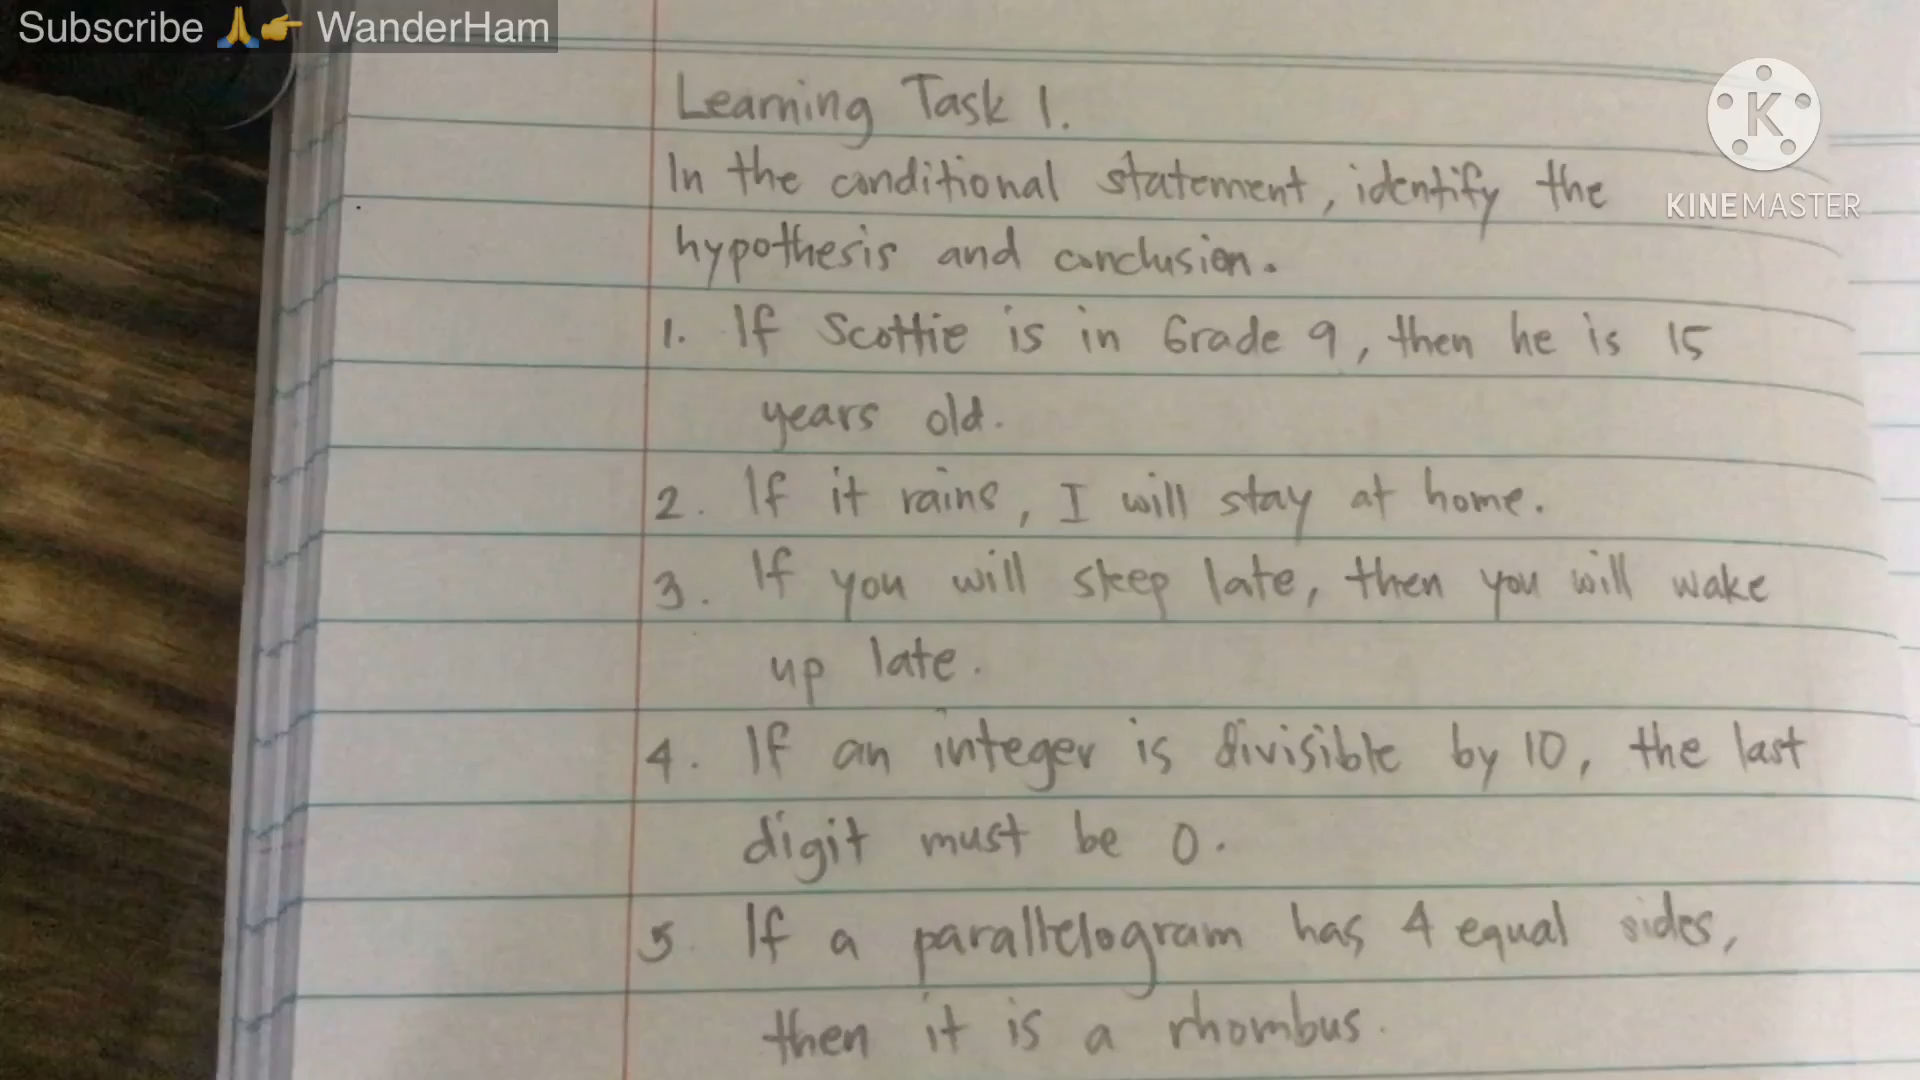 Subscribe 🙏👉 WanderHam
K
KINEMASTER
Learning Task 1.
In the conditional statement, identify the
hypothesis and conclusion.
1. If Scottie is in Grade 9, then he is 15
years old.
2. If it rains, I will stay at home.
3. If you will sleep late, then you will wake
up late.
4. If an integer is divisible by 10, the last
digit must be 0.
5 If a parallelogram has 4 equal sides,
then it is a rhombus.